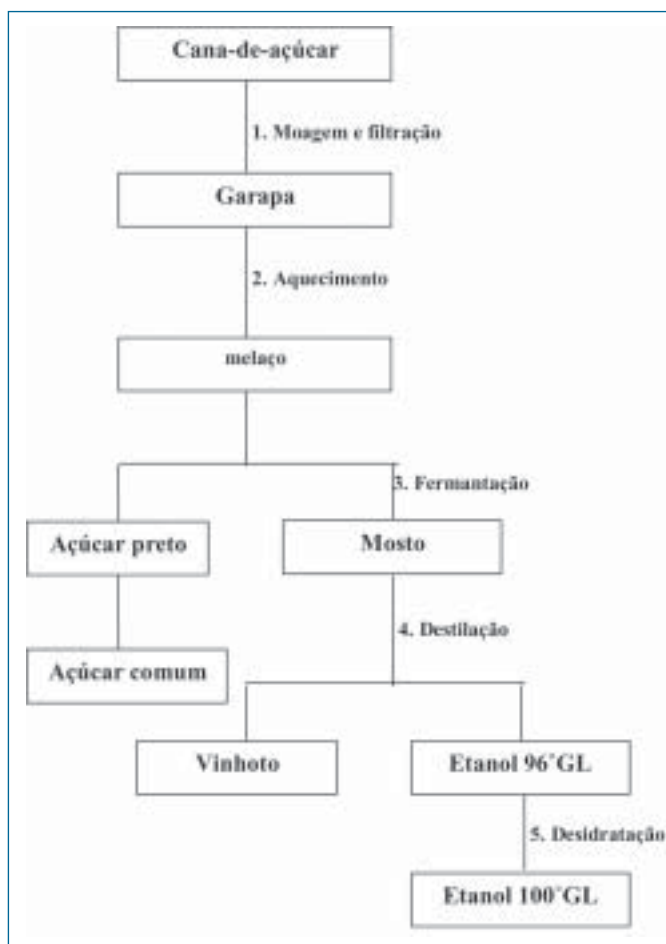 Cana-de-açúcar
1. Moagem e filtração
Garapa
2. Aquecimento
melaço
3. Fermantação
Açúcar preto
Mosto
4. Destilação
Açúcar comum
Vinhoto
Etanol 96˚GL
5. Desidratação
Etanol 100˚GL